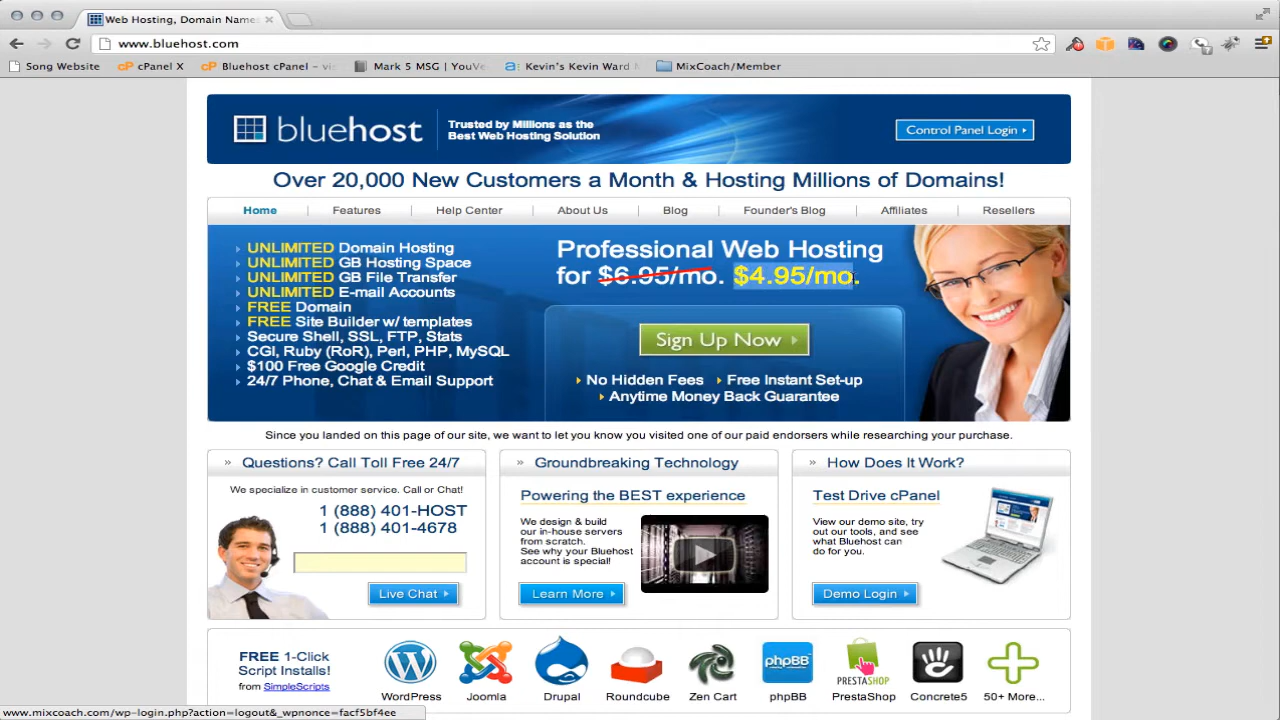 Web Hosting, Domain Name
www.bluehost.com
Song Website
cPanel X
Bluehost cPanel – vi
Mark 5 MSG | YouV
Kevin's Kevin Ward
MixCoach/Member
bluehost
Trusted by Millions as the
Best Web Hosting Solution
Control Panel Login
Over 20,000 New Customers a Month & Hosting Millions of Domains!
Home
Features
Help Center
About Us
Blog
Founder's Blog
Affiliates
Resellers
UNLIMITED Domain Hosting
UNLIMITED GB Hosting Space
UNLIMITED GB File Transfer
UNLIMITED E-mail Accounts
FREE Domain
FREE Site Builder w/ templates
Secure Shell, SSL, FTP, Stats
CGI, Ruby (RoR), Perl, PHP, MySQL
$100 Free Google Credit
24/7 Phone, Chat & Email Support
Professional Web Hosting
for $6.95/mo. $4.95/mo.
Sign Up Now
No Hidden Fees
Free Instant Set-up
Anytime Money Back Guarantee
Since you landed on this page of our site, we want to let you know you visited one of our paid endorsers while researching your purchase.
» Questions? Call Toll Free 24/7
We specialize in customer service. Call or Chat!
1 (888) 401-HOST
1 (888) 401-4678
Live Chat
» Groundbreaking Technology
Powering the BEST experience
We design & build
our in-house servers
from scratch.
See why your Bluehost
account is special!
Learn More
» How Does It Work?
Test Drive cPanel
View our demo site, try
out our tools, and see
what Bluehost can
do for you.
Demo Login
FREE 1-Click
Script Installs!
from SimpleScripts
WordPress
Joomla
Drupal
Roundcube
Zen Cart
phpBB
phpBB
PRESTASHOP
PrestaShop
Concrete5
50+ More...
www.mixcoach.com/wp-login.php?action=logout&_wpnonce=facf5bf4ee